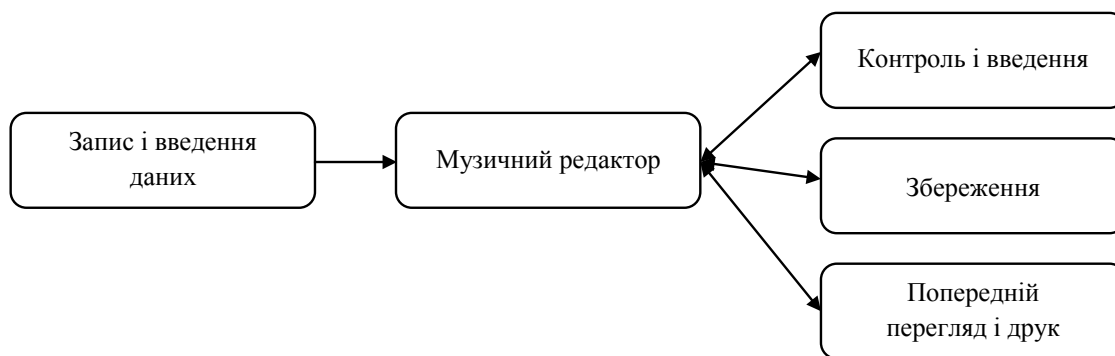 Контроль і введення
Запис і введення
даних
Музичний редактор
Збереження
Попередній
перегляд і друк